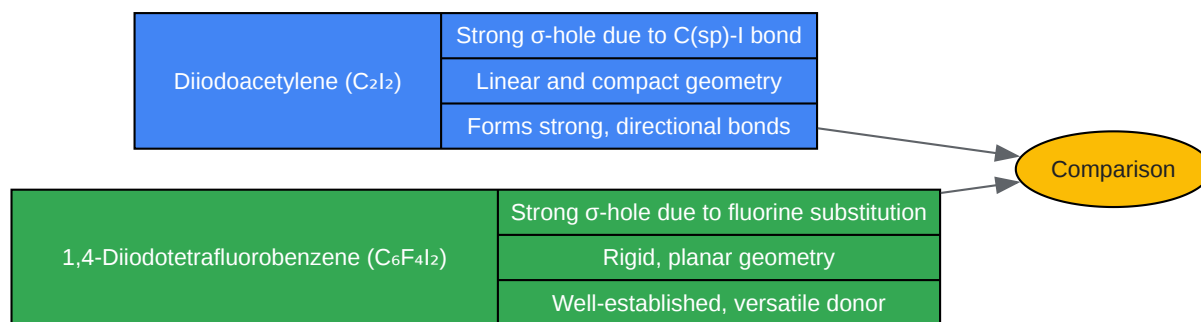 Diiodoacetylene (C₂I₂)
Strong σ-hole due to C(sp)-I bond
Linear and compact geometry
Forms strong, directional bonds
Comparison
1,4-Diiodotetrafluorobenzene (C₆F₄I₂)
Strong σ-hole due to fluorine substitution
Rigid, planar geometry
Well-established, versatile donor